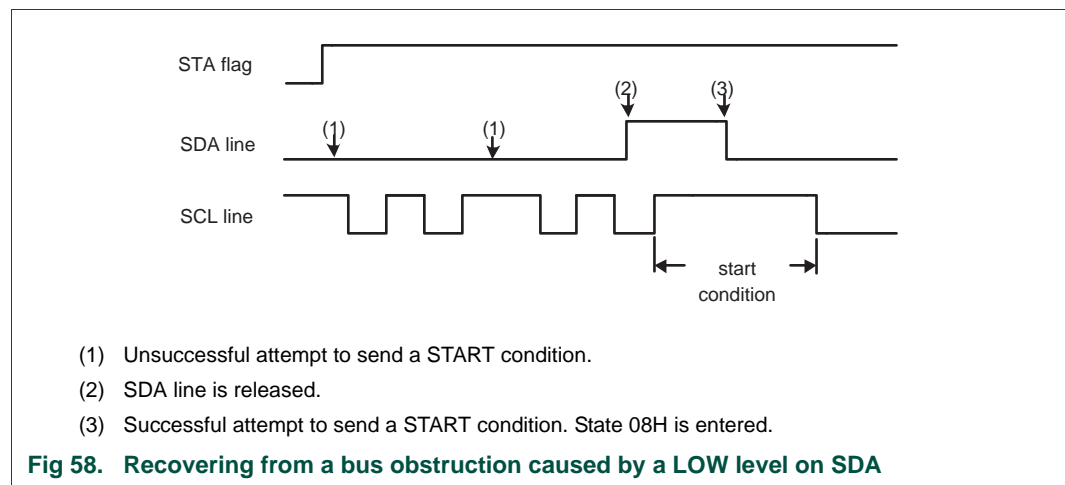 STA flag
(2) (3)
SDA line (1) (1)
SCL line
start
condition
(1) Unsuccessful attempt to send a START condition.
(2) SDA line is released.
(3) Successful attempt to send a START condition. State 08H is entered.
Fig 58. Recovering from a bus obstruction caused by a LOW level on SDA